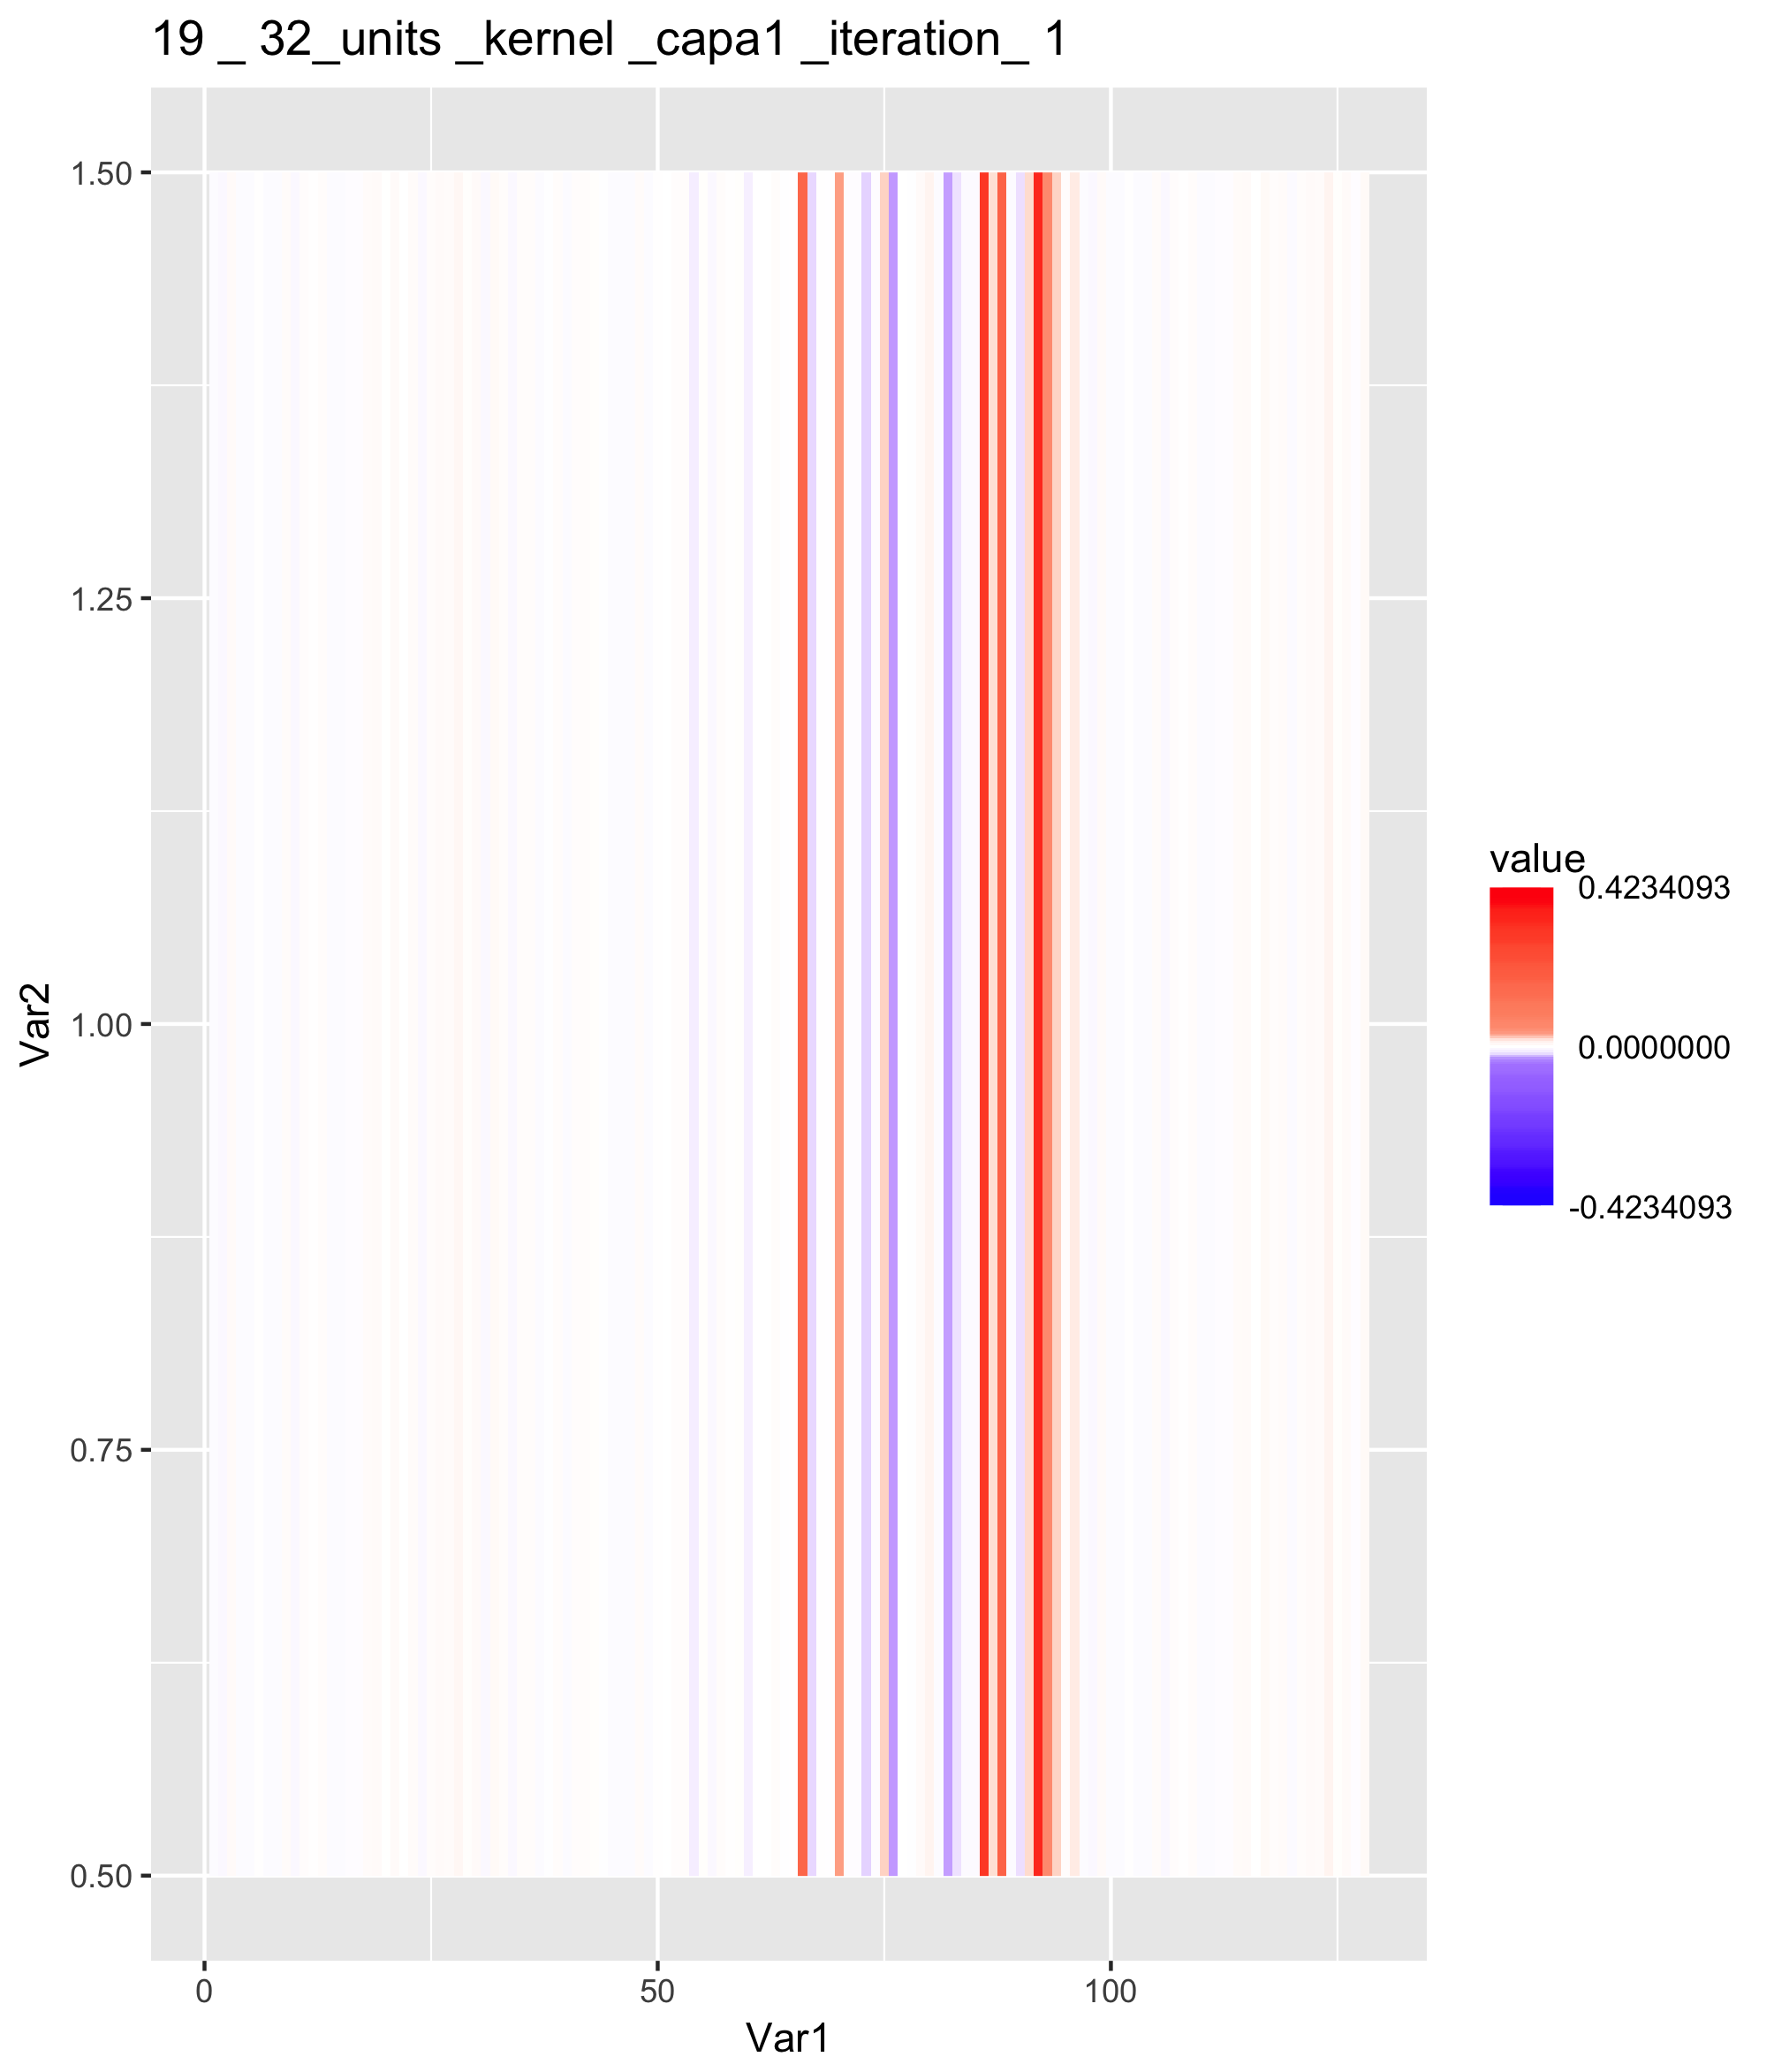 19 _ 32_units _kernel _capa1 _iteration_ 1
1.50
1.25
1.00
0.75
0.50
Var2
0
50
100
Var1
value
0.4234093
0.0000000
-0.4234093